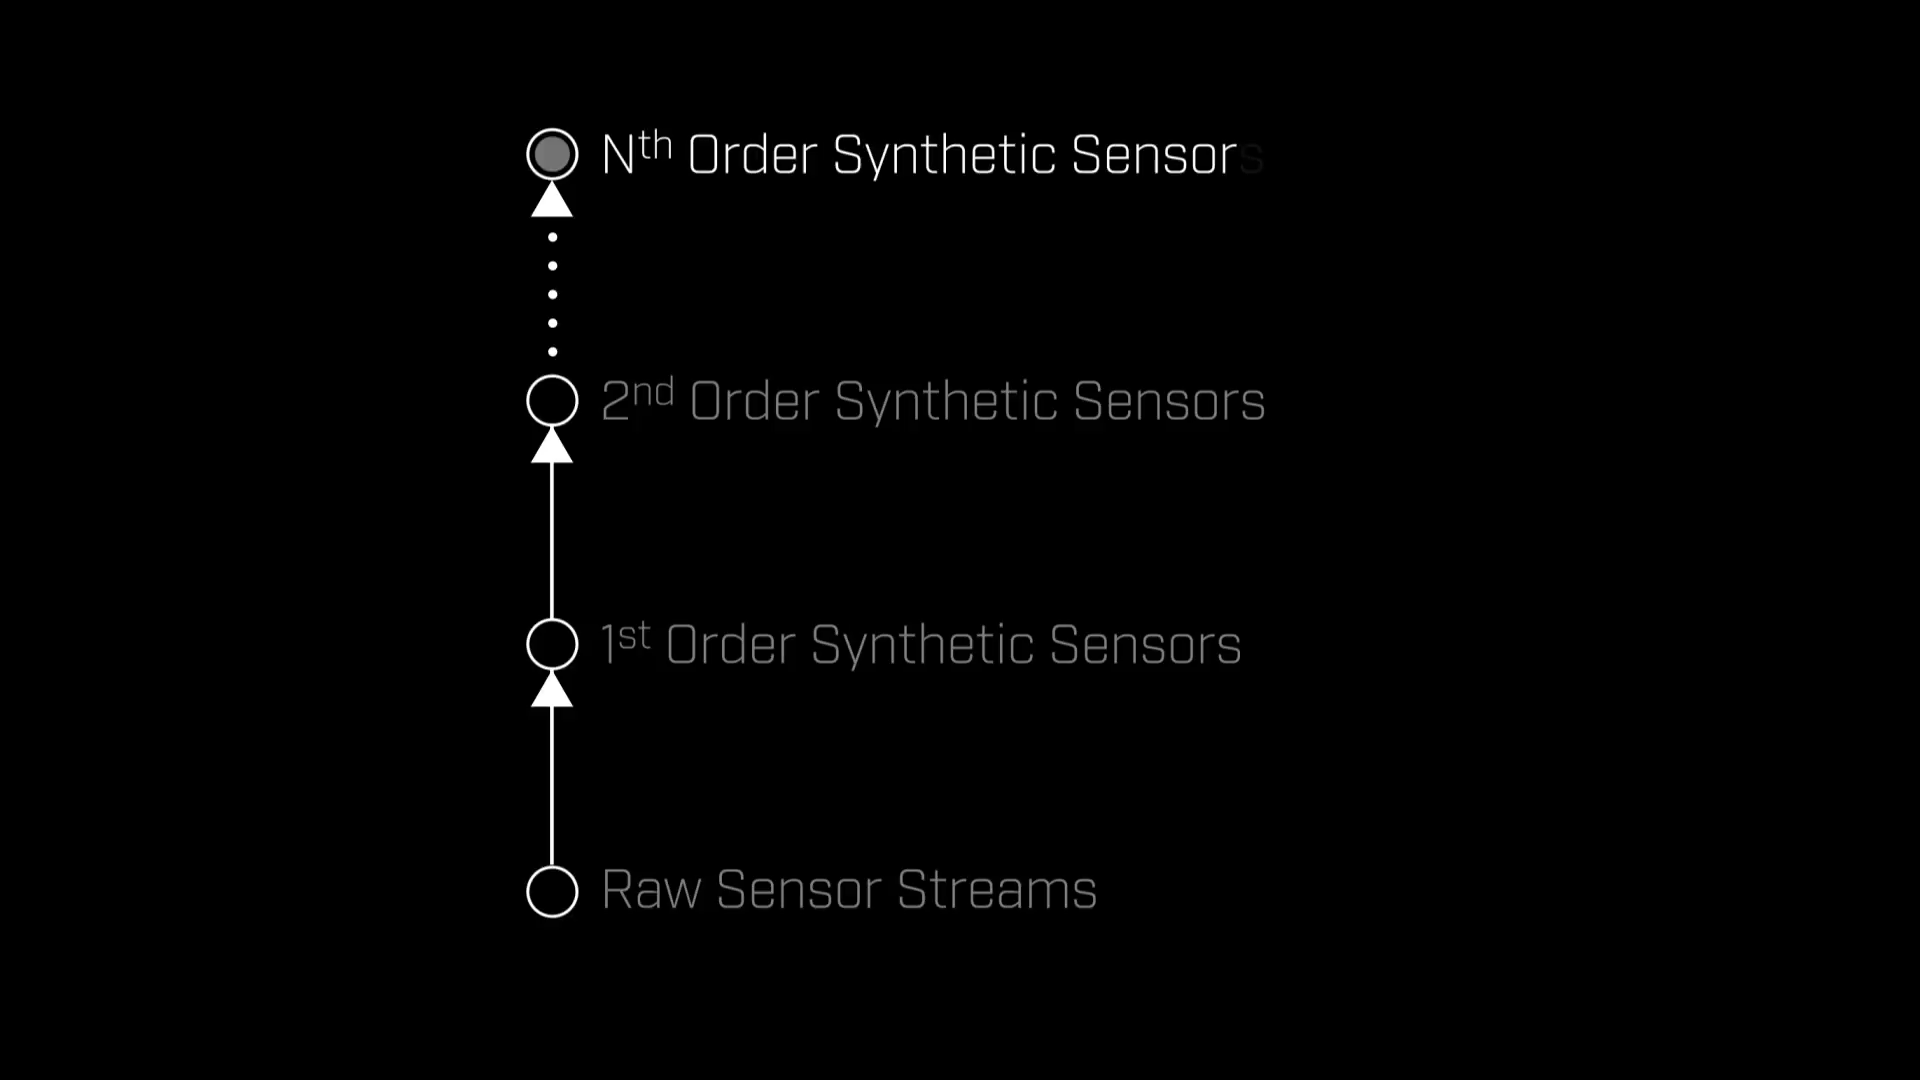 Nth Order Synthetic Sensors
2nd Order Synthetic Sensors
1st Order Synthetic Sensors
Raw Sensor Streams